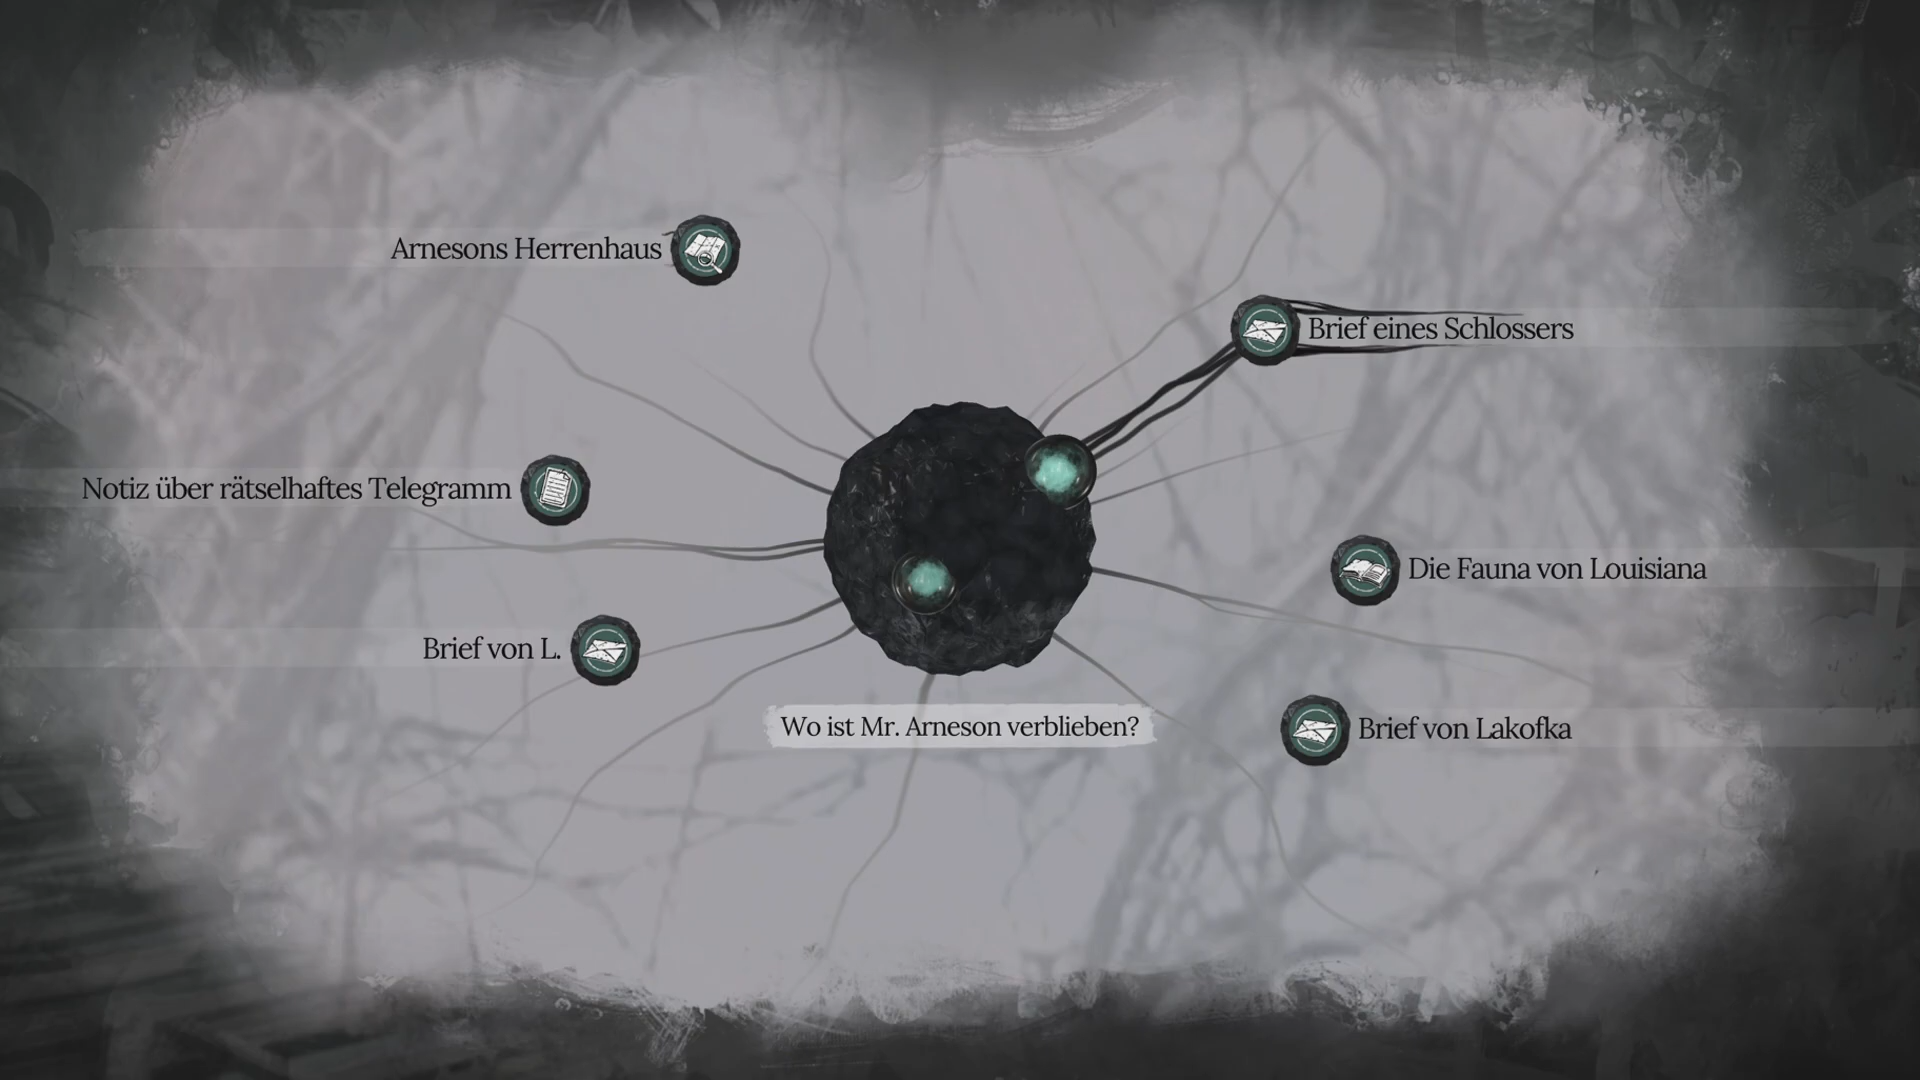 Arnesons Herrenhaus
Brief eines Schlossers
Notiz über rätselhaftes Telegramm
Die Fauna von Louisiana
Brief von L.
Wo ist Mr. Arneson verblieben?
Brief von Lakofka